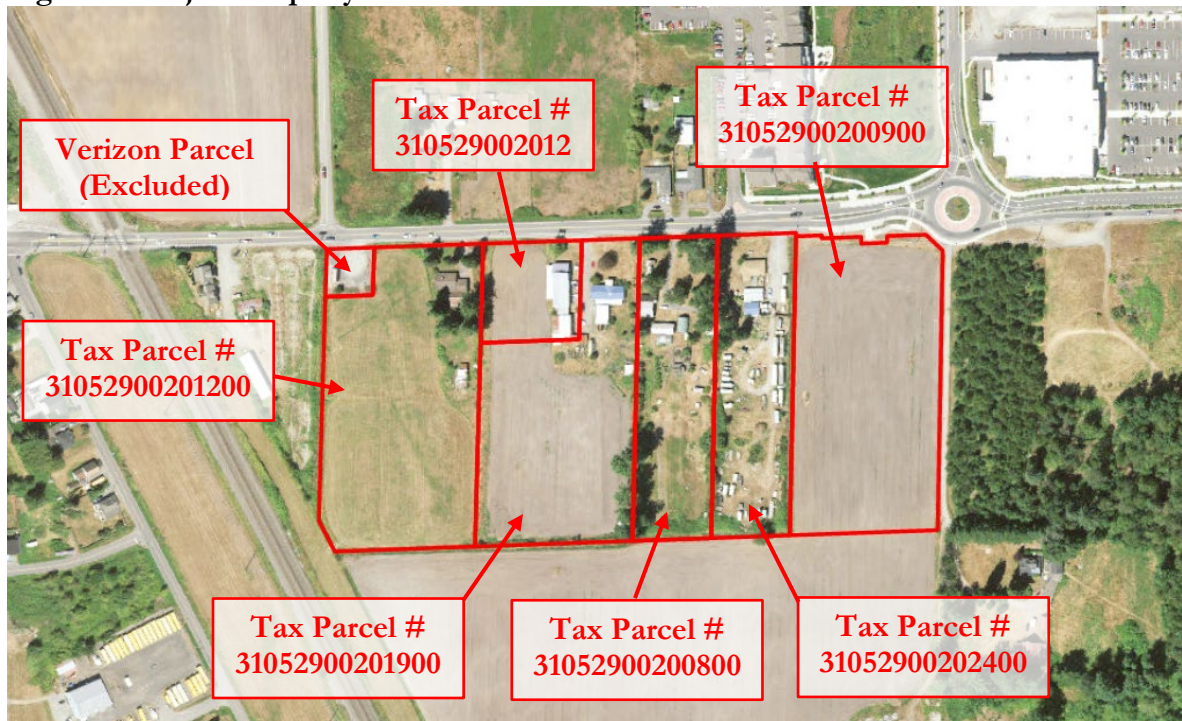 Tax Parcel #
310529002012
Tax Parcel #
31052900200900
Verizon Parcel
(Excluded)
Tax Parcel #
31052900201200
Tax Parcel #
31052900201900
Tax Parcel #
31052900200800
Tax Parcel #
31052900202400